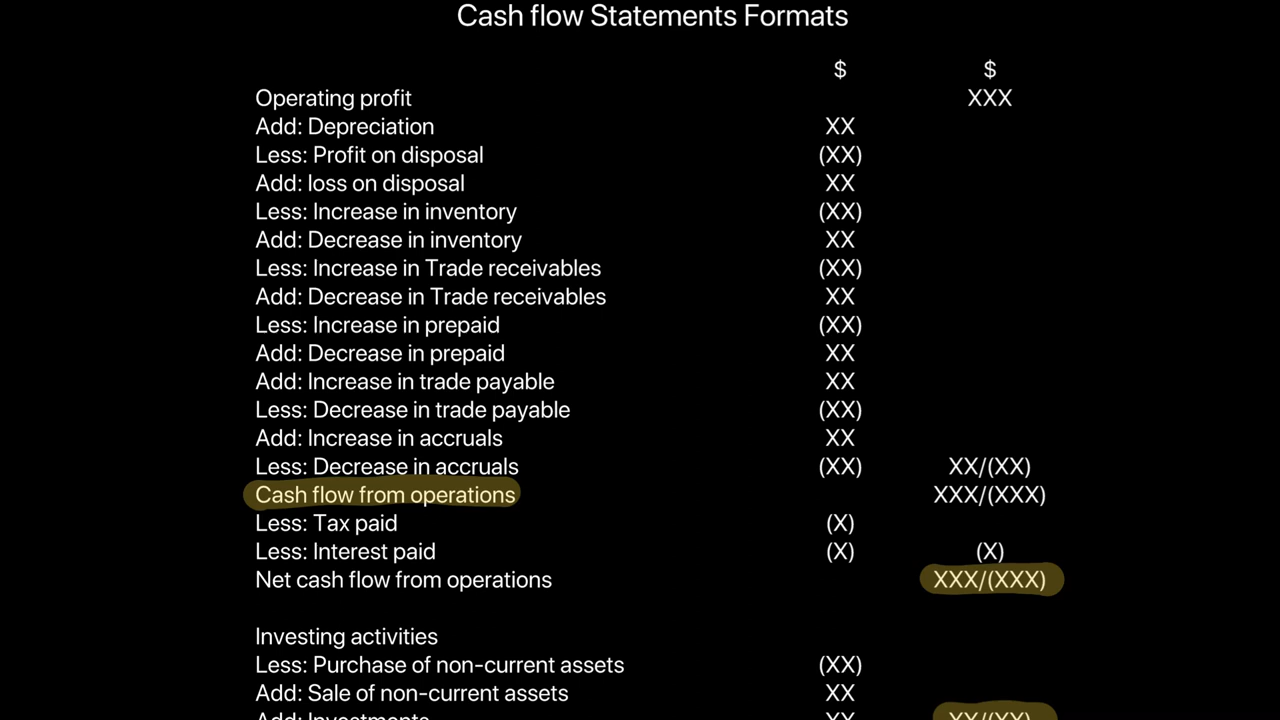 Cash flow Statements Formats
$ $
Operating profit XXX
Add: Depreciation XX
Less: Profit on disposal (XX)
Add: loss on disposal XX
Less: Increase in inventory (XX)
Add: Decrease in inventory XX
Less: Increase in Trade receivables (XX)
Add: Decrease in Trade receivables XX
Less: Increase in prepaid (XX)
Add: Decrease in prepaid XX
Add: Increase in trade payable XX
Less: Decrease in trade payable (XX)
Add: Increase in accruals XX
Less: Decrease in accruals (XX) XX/(XX)
Cash flow from operations XXX/(XXX)
Less: Tax paid (X)
Less: Interest paid (X) (X)
Net cash flow from operations XXX/(XXX)
Investing activities
Less: Purchase of non-current assets (XX)
Add: Sale of non-current assets XX
Add: Investments XX XX/(XX)